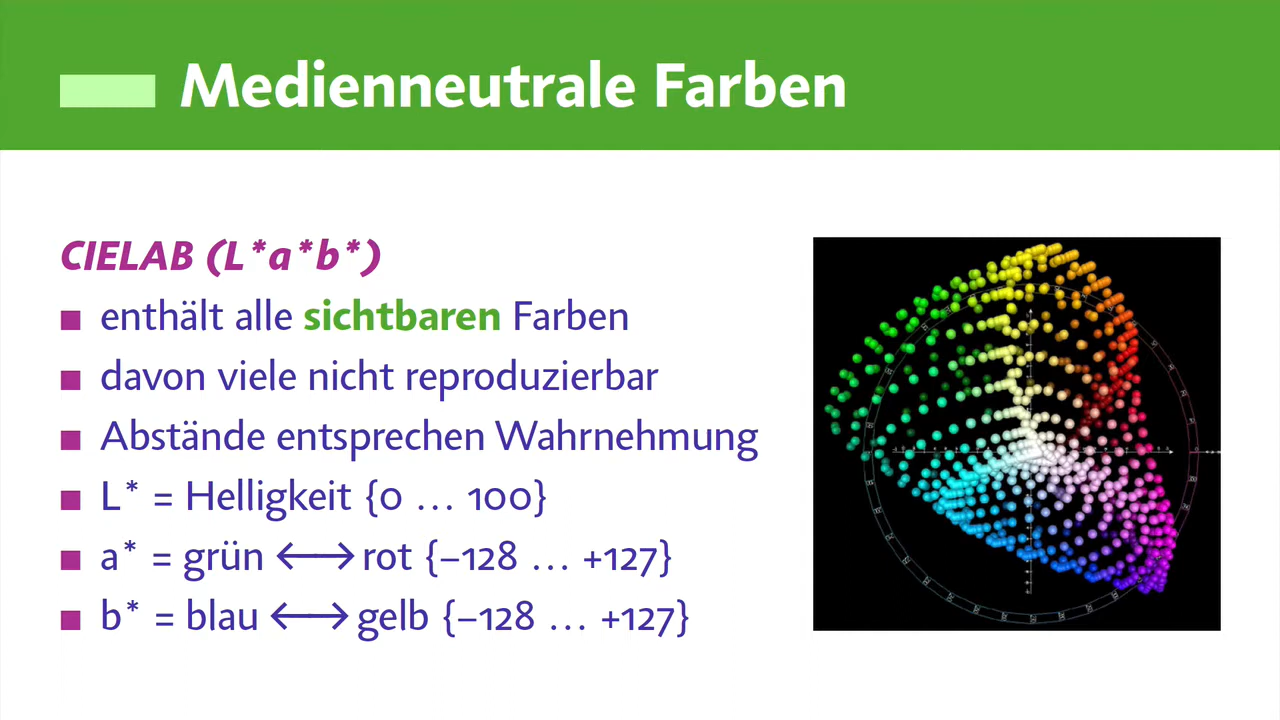 Medienneutrale Farben
CIELAB (L*a*b*)
enthält alle sichtbaren Farben
davon viele nicht reproduzierbar
Abstände entsprechen Wahrnehmung
L* = Helligkeit {0 … 100}
a* = grün ⟷ rot {–128 … +127}
b* = blau ⟷ gelb {–128 … +127}